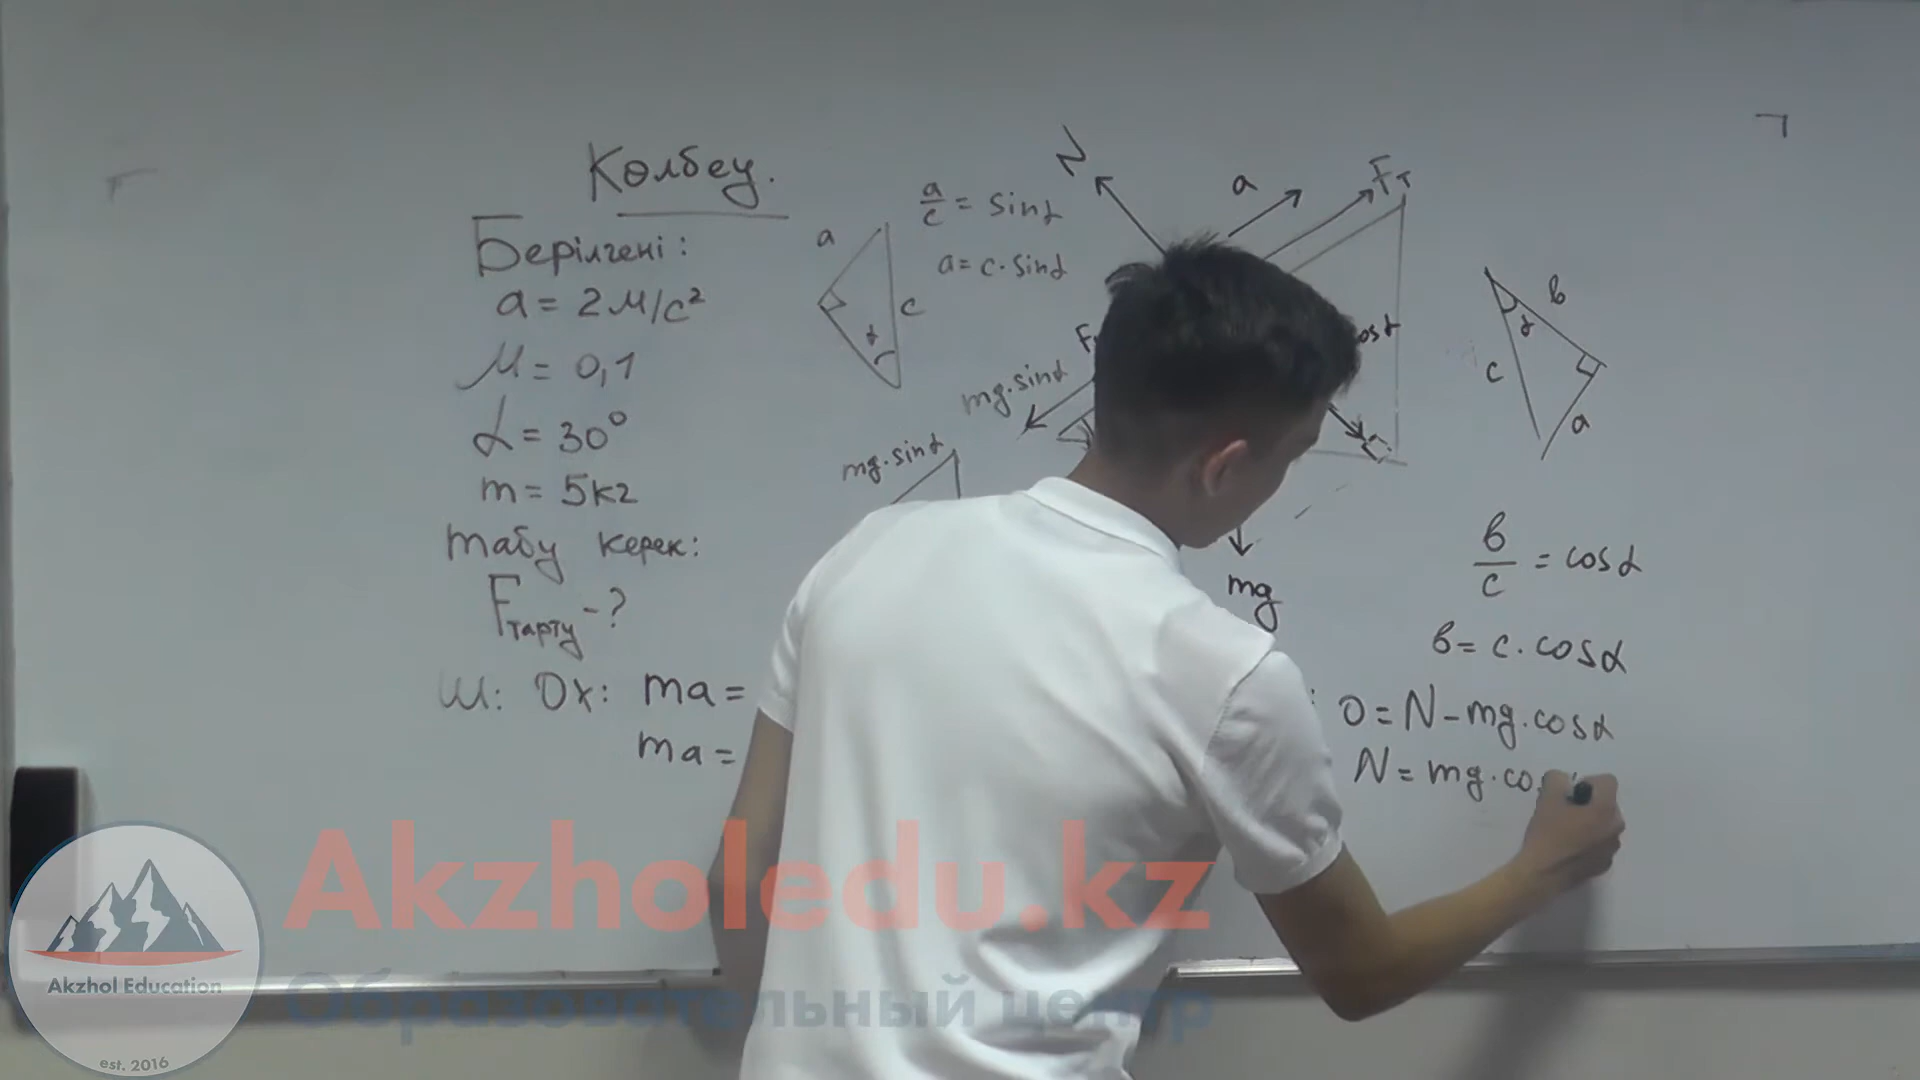 Көлбеу.
Берілгені:
a = 2 м/с²
μ = 0,1
α = 30°
m = 5кг
табу керек:
Fтарту - ?
Ш: Ox: ma =
ma =
a
c
α
a/c = sinα
a = c · sinα
N
a
Fт
mg·sinα
mg·sinα
mg
в
α
c
a
в/c = cosα
в = c · cosα
0 = N - mg·cosα
N = mg·co
Akzholedu.kz
Образовательный центр
Akzhol Education
est. 2016